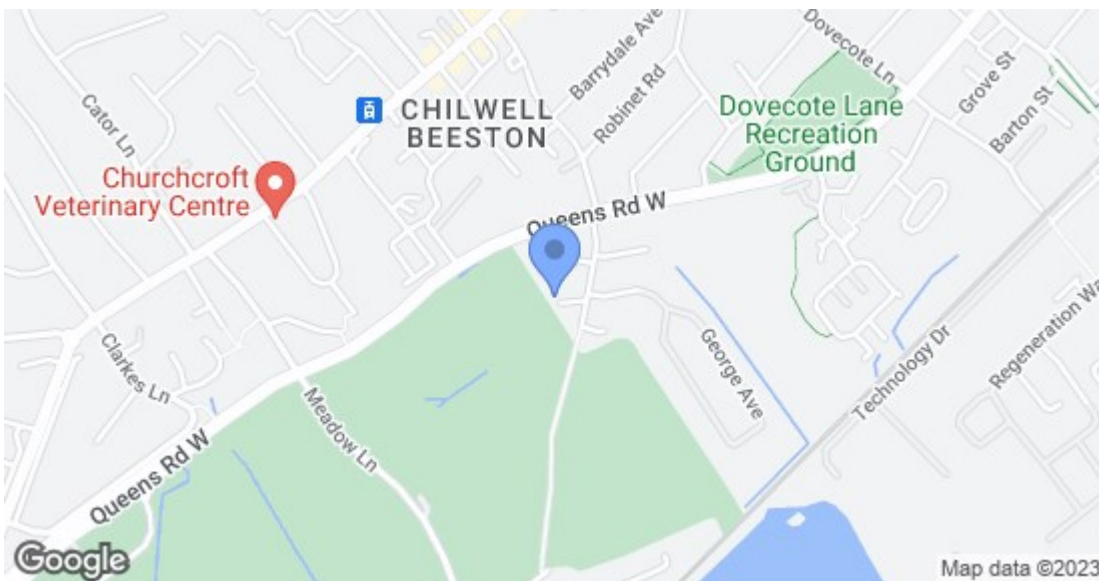 Dovecote Ln
Grove St
Barton St
Barrydale Ave
Robinet Rd
Cator Ln
CHILWELL
BEESTON
Dovecote Lane
Recreation
Ground
Churchcroft
Veterinary Centre
Queens Rd W
Regeneration Wa
George Ave
Technology Dr
Clarkes Ln
Meadow Ln
Queens Rd W
Google
Map data ©2023